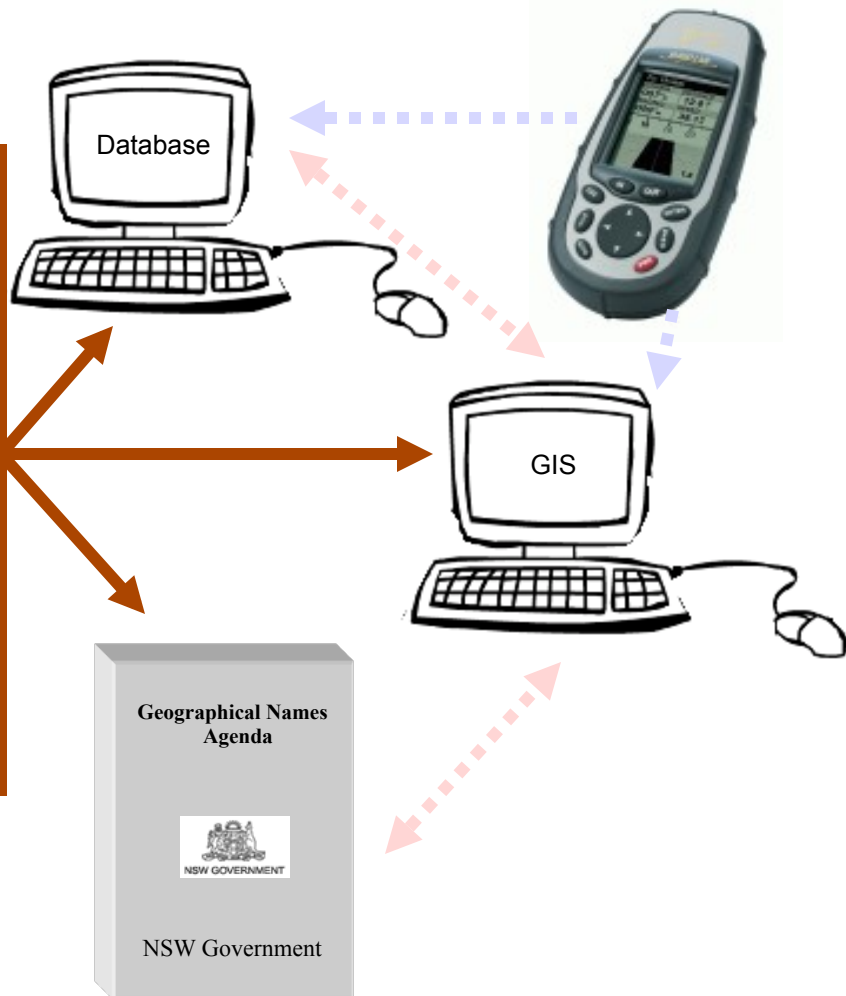 Database
GIS
Geographical Names
Agenda
NSW GOVERNMENT
NSW Government